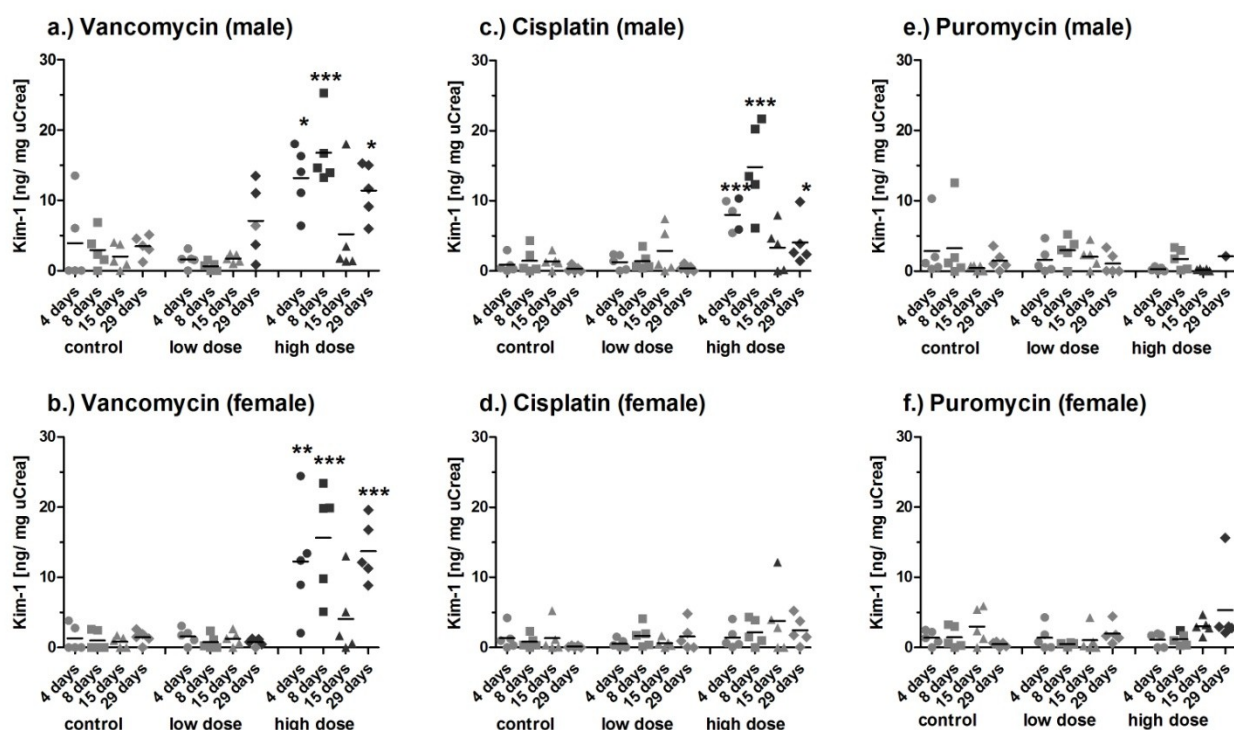 a.) Vancomycin (male)
Kim-1 [ng/ mg uCrea]
30
20
10
0
*
***
*
4 days
8 days
15 days
29 days
4 days
8 days
15 days
29 days
4 days
8 days
15 days
29 days
control
low dose
high dose
c.) Cisplatin (male)
Kim-1 [ng/ mg uCrea]
30
20
10
0
***
***
*
4 days
8 days
15 days
29 days
4 days
8 days
15 days
29 days
4 days
8 days
15 days
29 days
control
low dose
high dose
e.) Puromycin (male)
Kim-1 [ng/ mg uCrea]
30
20
10
0
4 days
8 days
15 days
29 days
4 days
8 days
15 days
29 days
4 days
8 days
15 days
29 days
control
low dose
high dose
b.) Vancomycin (female)
Kim-1 [ng/ mg uCrea]
30
20
10
0
**
***
***
4 days
8 days
15 days
29 days
4 days
8 days
15 days
29 days
4 days
8 days
15 days
29 days
control
low dose
high dose
d.) Cisplatin (female)
Kim-1 [ng/ mg uCrea]
30
20
10
0
4 days
8 days
15 days
29 days
4 days
8 days
15 days
29 days
4 days
8 days
15 days
29 days
control
low dose
high dose
f.) Puromycin (female)
Kim-1 [ng/ mg uCrea]
30
20
10
0
4 days
8 days
15 days
29 days
4 days
8 days
15 days
29 days
4 days
8 days
15 days
29 days
control
low dose
high dose